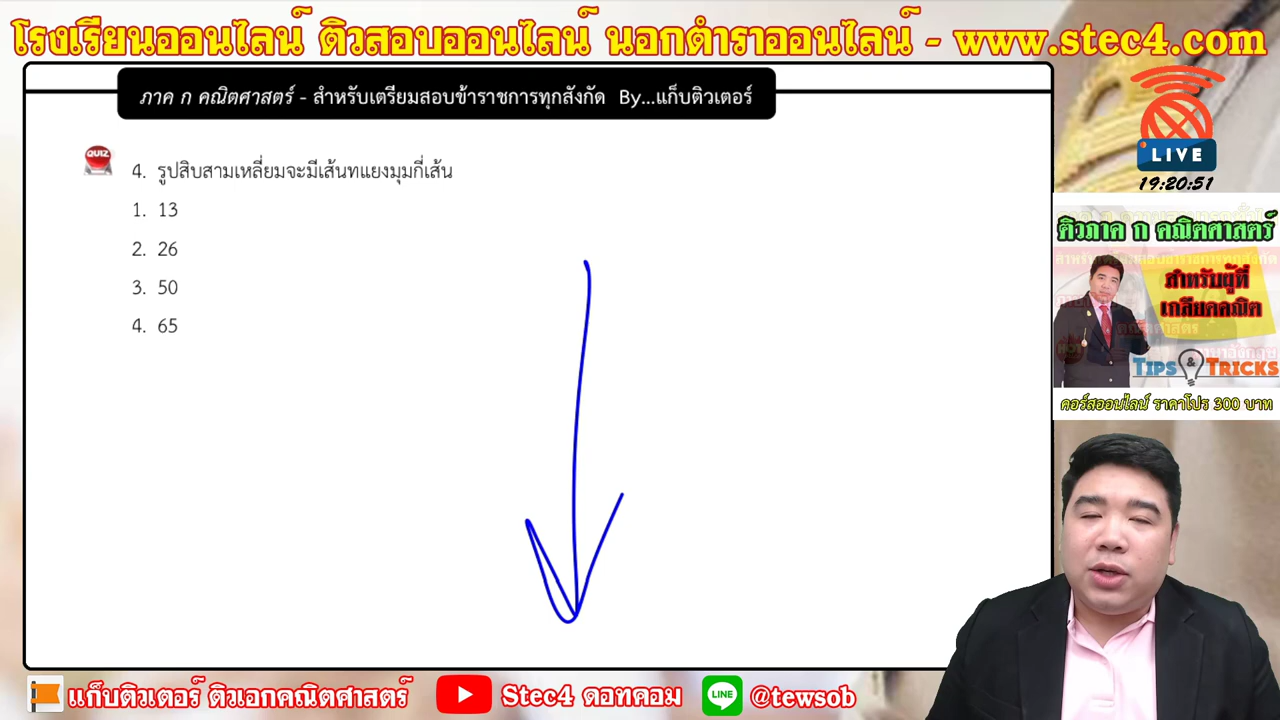 โรงเรียนออนไลน์ ติวสอบออนไลน์ นอกตำราออนไลน์ - www.stec4.com
ภาค ก คณิตศาสตร์ - สำหรับเตรียมสอบข้าราชการทุกสังกัด By...แก็บติวเตอร์
LIVE
19:20:51
QUIZ
4. รูปสิบสามเหลี่ยมจะมีเส้นทแยงมุมกี่เส้น
1. 13
2. 26
3. 50
4. 65
ติวภาค ก คณิตศาสตร์
สำหรับผู้ที่
เกลียดคณิต
TIPS & TRICKS
คอร์สออนไลน์ ราคาโปร 300 บาท
แก็บติวเตอร์ ติวเอกคณิตศาสตร์ Stec4 ดอทคอม LINE @tewsob